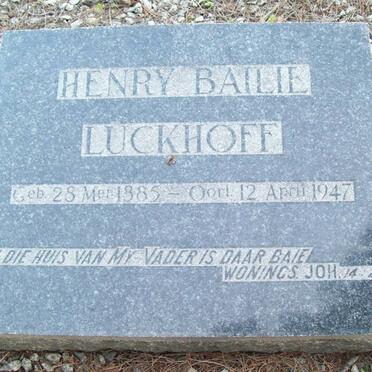 HENRY BAILIE
LUCKHOFF
Geb. 28 Mei 1885 – Oorl. 12 April 1947
DIE HUIS VAN MY VADER IS DAAR BAIE
WONINGS. JOH. 14